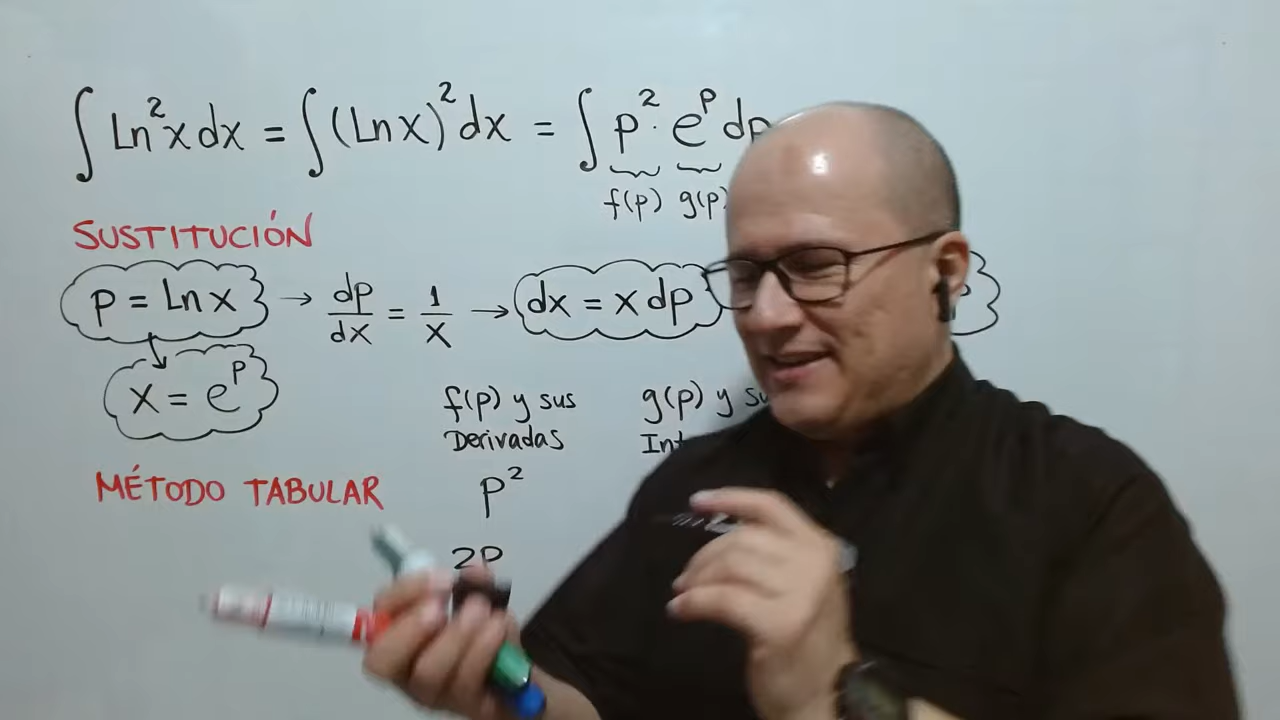 ∫ Ln²x dx = ∫ (Ln x)² dx = ∫ p² · e^p dp
f(p) g(p)
SUSTITUCIÓN
p = Ln x → dp/dx = 1/x → dx = x dp
x = e^p
f(p) y sus
Derivadas
g(p) y
MÉTODO TABULAR
p²
2p